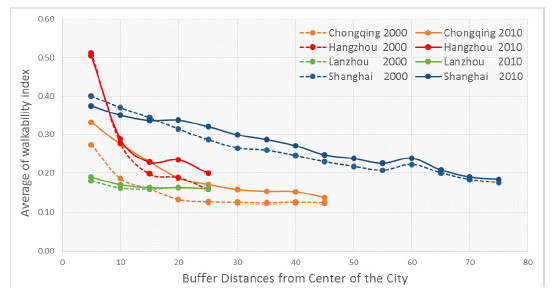 0.60
Chongqing 2000 Chongqing 2010
Hangzhou 2000 Hangzhou 2010
Lanzhou 2000 Lanzhou 2010
Shanghai 2000 Shanghai 2010
0.50
0.40
0.30
0.20
0.10
0.00
Average of walkability index
0 10 20 30 40 50 60 70 80
Buffer Distances from Center of the City